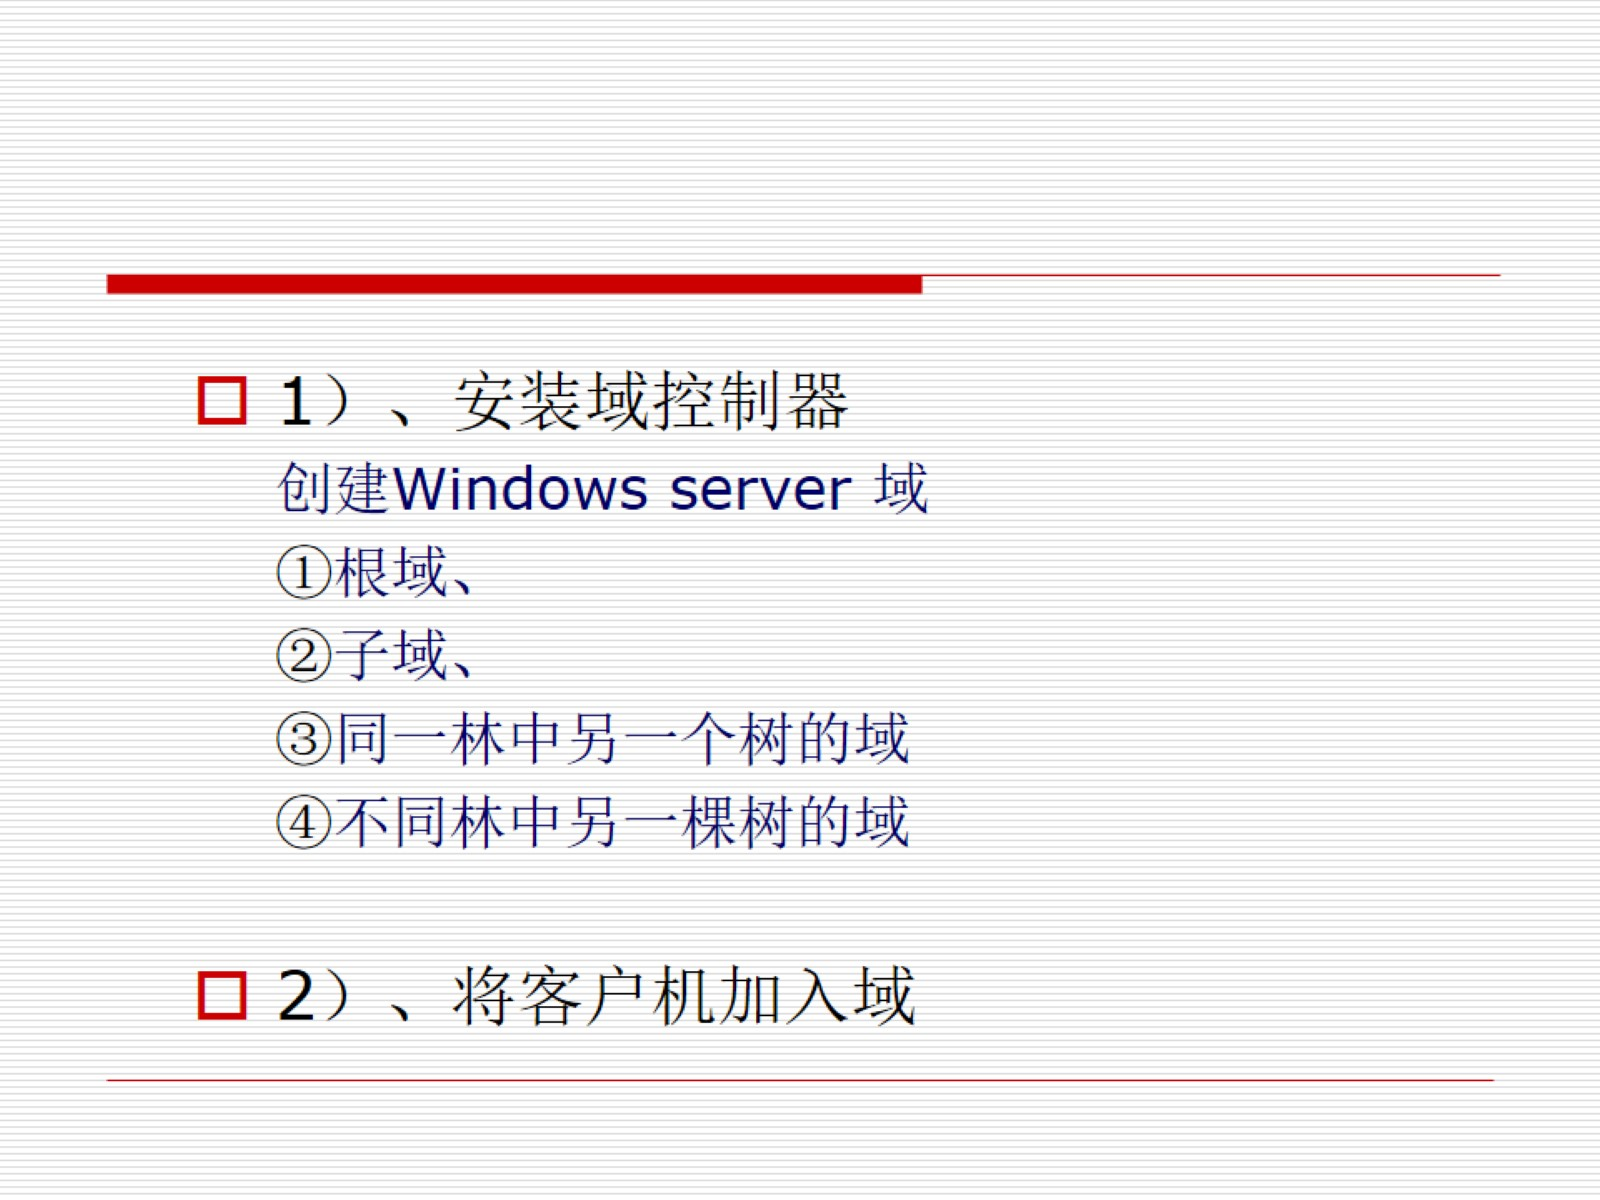 1）、安装域控制器
创建Windows server 域
①根域、
②子域、
③同一林中另一个树的域
④不同林中另一棵树的域
2）、将客户机加入域